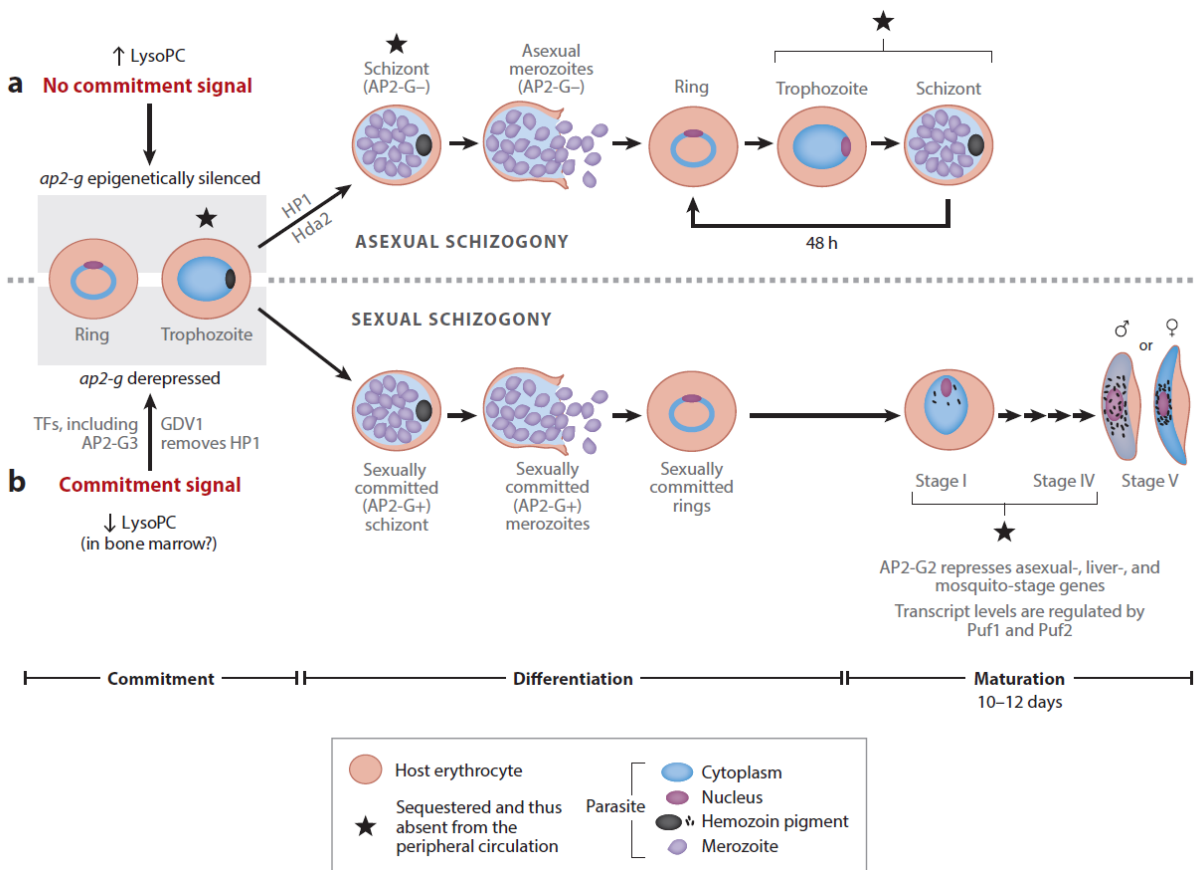 ↑ LysoPC
a
No commitment signal
ap2-g epigenetically silenced
Ring
Trophozoite
ap2-g derepressed
TFs, including
AP2-G3
GDV1
removes HP1
b
Commitment signal
↓ LysoPC
(in bone marrow?)
HP1
Hda2
Schizont
(AP2-G–)
Asexual
merozoites
(AP2-G–)
Ring
Trophozoite
Schizont
48 h
ASEXUAL SCHIZOGONY
SEXUAL SCHIZOGONY
Sexually
committed
(AP2-G+)
schizont
Sexually
committed
(AP2-G+)
merozoites
Sexually
committed
rings
♂ or ♀
Stage I
Stage IV
Stage V
AP2-G2 represses asexual-, liver-, and
mosquito-stage genes
Transcript levels are regulated by
Puf1 and Puf2
Commitment
Differentiation
Maturation
10–12 days
Host erythrocyte
Sequestered and thus
absent from the
peripheral circulation
Parasite
Cytoplasm
Nucleus
Hemozoin pigment
Merozoite